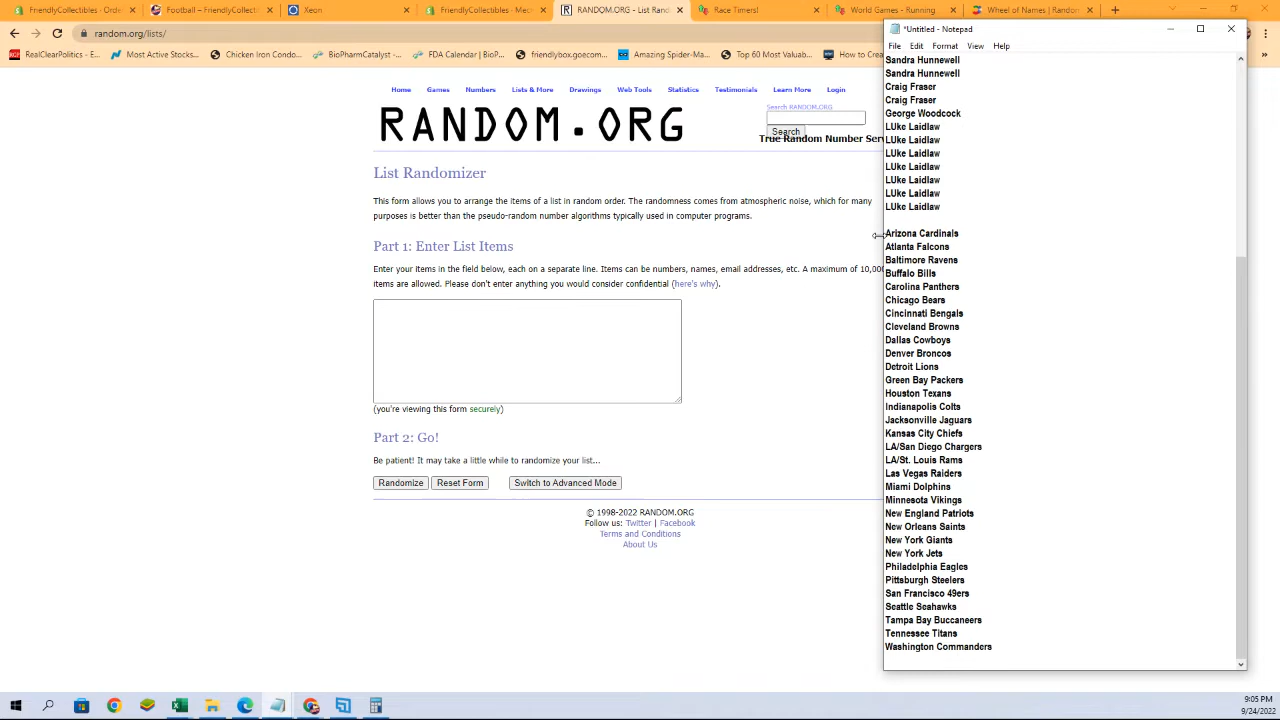 FriendlyCollectibles - Order
Football - FriendlyCollectibl
Xeon
FriendlyCollectibles - Mec
RANDOM.ORG - List Rand
Race Timers!
World Games - Running
Wheel of Names | Random
random.org/lists/
RealClearPolitics - E...
Most Active Stocks...
Chicken Iron Condo...
BioPharmCatalyst -...
FDA Calendar | BioP...
friendlybox.goecom...
Amazing Spider-Ma...
Top 60 Most Valuab...
How to Crea
Home Games Numbers Lists & More Drawings Web Tools Statistics Testimonials Learn More Login
RANDOM.ORG
Search RANDOM.ORG
Search
True Random Number Serv
List Randomizer
This form allows you to arrange the items of a list in random order. The randomness comes from atmospheric noise, which for many
purposes is better than the pseudo-random number algorithms typically used in computer programs.
Part 1: Enter List Items
Enter your items in the field below, each on a separate line. Items can be numbers, names, email addresses, etc. A maximum of 10,000
items are allowed. Please don't enter anything you would consider confidential (here's why).
(you're viewing this form securely)
Part 2: Go!
Be patient! It may take a little while to randomize your list...
Randomize Reset Form Switch to Advanced Mode
© 1998-2022 RANDOM.ORG
Follow us: Twitter | Facebook
Terms and Conditions
About Us
*Untitled - Notepad
File Edit Format View Help
Sandra Hunnewell
Sandra Hunnewell
Craig Fraser
Craig Fraser
George Woodcock
LUke Laidlaw
LUke Laidlaw
LUke Laidlaw
LUke Laidlaw
LUke Laidlaw
LUke Laidlaw
LUke Laidlaw
Arizona Cardinals
Atlanta Falcons
Baltimore Ravens
Buffalo Bills
Carolina Panthers
Chicago Bears
Cincinnati Bengals
Cleveland Browns
Dallas Cowboys
Denver Broncos
Detroit Lions
Green Bay Packers
Houston Texans
Indianapolis Colts
Jacksonville Jaguars
Kansas City Chiefs
LA/San Diego Chargers
LA/St. Louis Rams
Las Vegas Raiders
Miami Dolphins
Minnesota Vikings
New England Patriots
New Orleans Saints
New York Giants
New York Jets
Philadelphia Eagles
Pittsburgh Steelers
San Francisco 49ers
Seattle Seahawks
Tampa Bay Buccaneers
Tennessee Titans
Washington Commanders
9:05 PM
9/24/2022